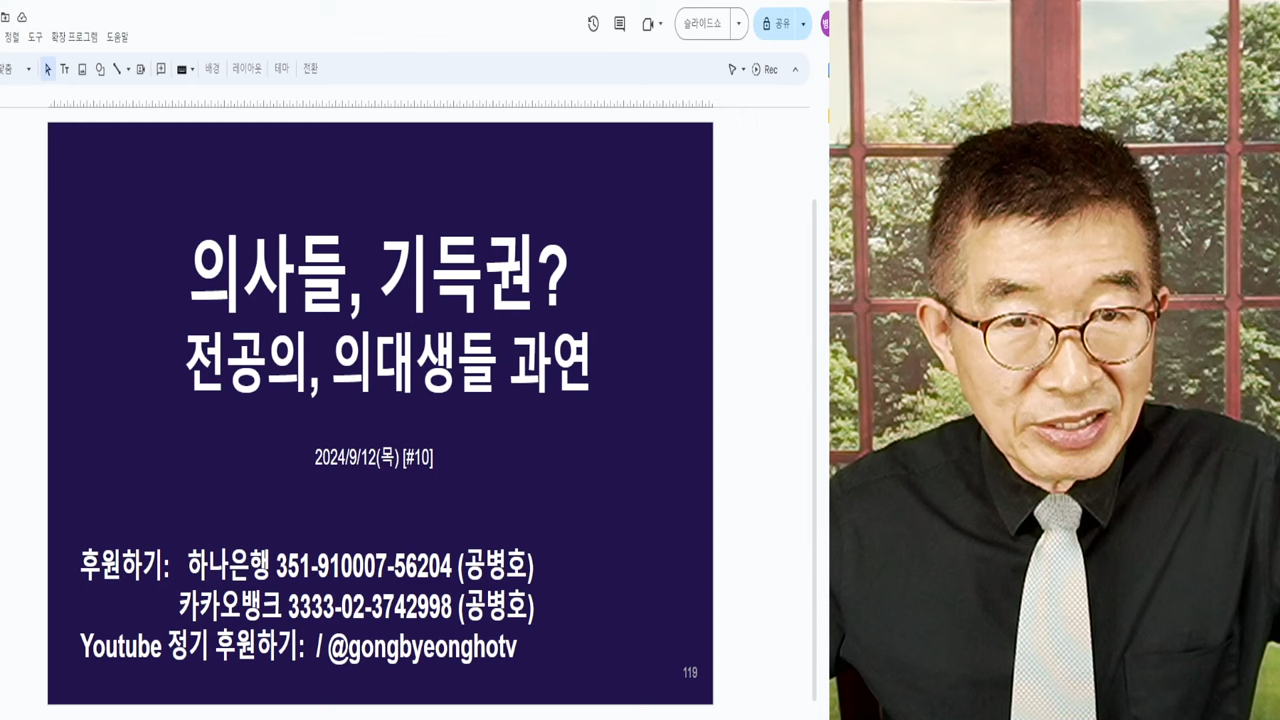 정렬 도구 확장 프로그램 도움말
슬라이드쇼
공유
배경 레이아웃 테마 전환
Rec
의사들, 기득권?
전공의, 의대생들 과연
2024/9/12(목) [#10]
후원하기: 하나은행 351-910007-56204 (공병호)
카카오뱅크 3333-02-3742998 (공병호)
Youtube 정기 후원하기: / @gongbyeonghotv
119